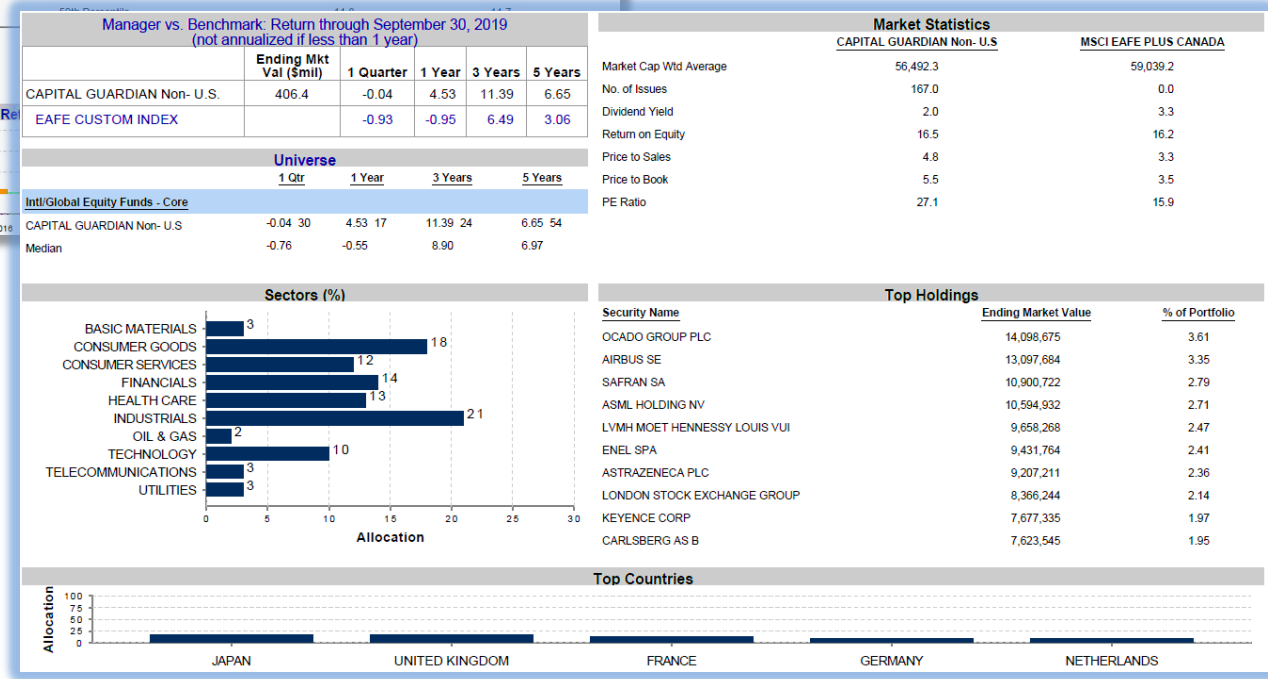 Manager vs. Benchmark: Return through September 30, 2019
(not annualized if less than 1 year)
Ending Mkt Val ($mil) 1 Quarter 1 Year 3 Years 5 Years
CAPITAL GUARDIAN Non- U.S. 406.4 -0.04 4.53 11.39 6.65
EAFE CUSTOM INDEX -0.93 -0.95 6.49 3.06
Universe
1 Qtr 1 Year 3 Years 5 Years
Intl/Global Equity Funds - Core
CAPITAL GUARDIAN Non- U.S -0.04 30 4.53 17 11.39 24 6.65 54
Median -0.76 -0.55 8.90 6.97
Market Statistics
CAPITAL GUARDIAN Non- U.S MSCI EAFE PLUS CANADA
Market Cap Wtd Average 56,492.3 59,039.2
No. of Issues 167.0 0.0
Dividend Yield 2.0 3.3
Return on Equity 16.5 16.2
Price to Sales 4.8 3.3
Price to Book 5.5 3.5
PE Ratio 27.1 15.9
Sectors (%)
BASIC MATERIALS 3
CONSUMER GOODS 18
CONSUMER SERVICES 12
FINANCIALS 14
HEALTH CARE 13
INDUSTRIALS 21
OIL & GAS 2
TECHNOLOGY 10
TELECOMMUNICATIONS 3
UTILITIES 3
0 5 10 15 20 25 30
Allocation
Top Holdings
Security Name Ending Market Value % of Portfolio
OCADO GROUP PLC 14,098,675 3.61
AIRBUS SE 13,097,684 3.35
SAFRAN SA 10,900,722 2.79
ASML HOLDING NV 10,594,932 2.71
LVMH MOET HENNESSY LOUIS VUI 9,658,268 2.47
ENEL SPA 9,431,764 2.41
ASTRAZENECA PLC 9,207,211 2.36
LONDON STOCK EXCHANGE GROUP 8,366,244 2.14
KEYENCE CORP 7,677,335 1.97
CARLSBERG AS B 7,623,545 1.95
Top Countries
Allocation
100
75
50
25
0
JAPAN UNITED KINGDOM FRANCE GERMANY NETHERLANDS